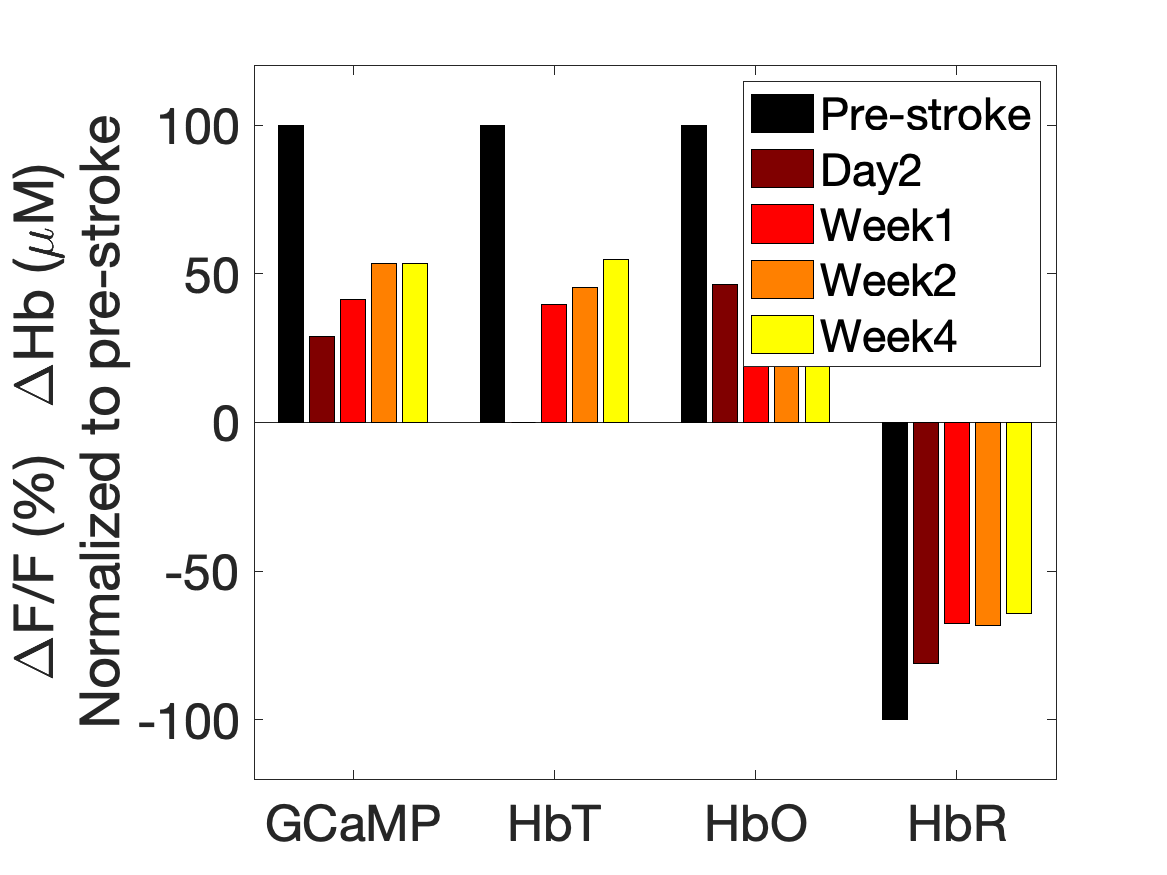 ΔF/F (%) ΔHb (μM)
Normalized to pre-stroke
100
50
0
-50
-100
GCaMP HbT HbO HbR
Pre-stroke
Day2
Week1
Week2
Week4